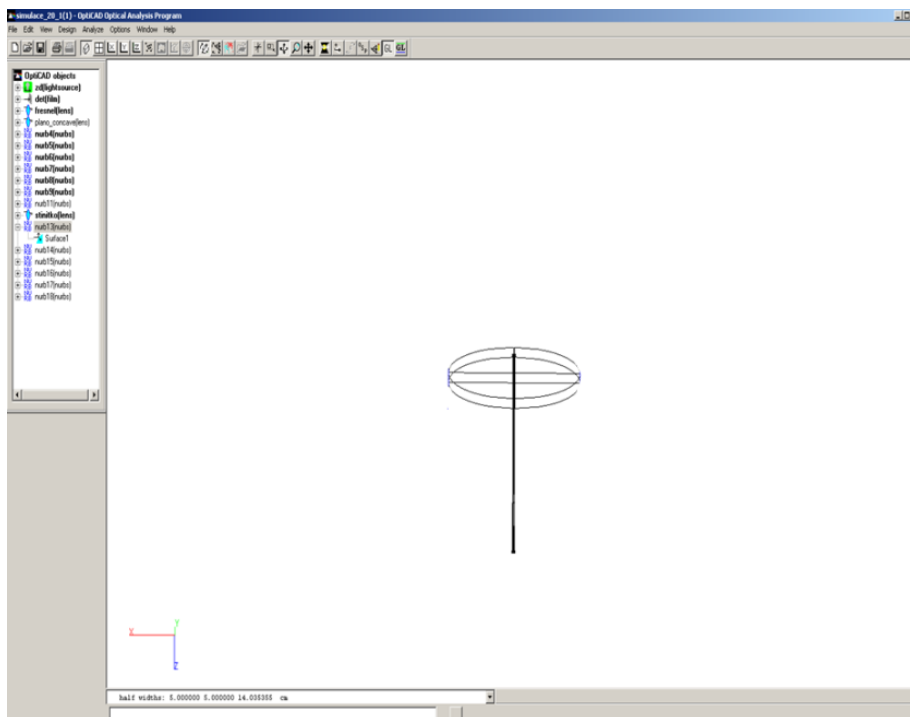 simulace_20_1(1) - OptiCAD Optical Analysis Program
File Edit View Design Analyze Options Window Help
GL
OptiCAD objects
zd(lightsource)
det(film)
fresnel(lens)
plano_concave(lens)
nurb4(nurbs)
nurb5(nurbs)
nurb6(nurbs)
nurb7(nurbs)
nurb8(nurbs)
nurb9(nurbs)
nurb11(nurbs)
stinitko(lens)
nurb13(nurbs)
Surface1
nurb14(nurbs)
nurb15(nurbs)
nurb16(nurbs)
nurb17(nurbs)
nurb18(nurbs)
Y
X
Z
half widths: 5.000000 5.000000 14.035355 cm